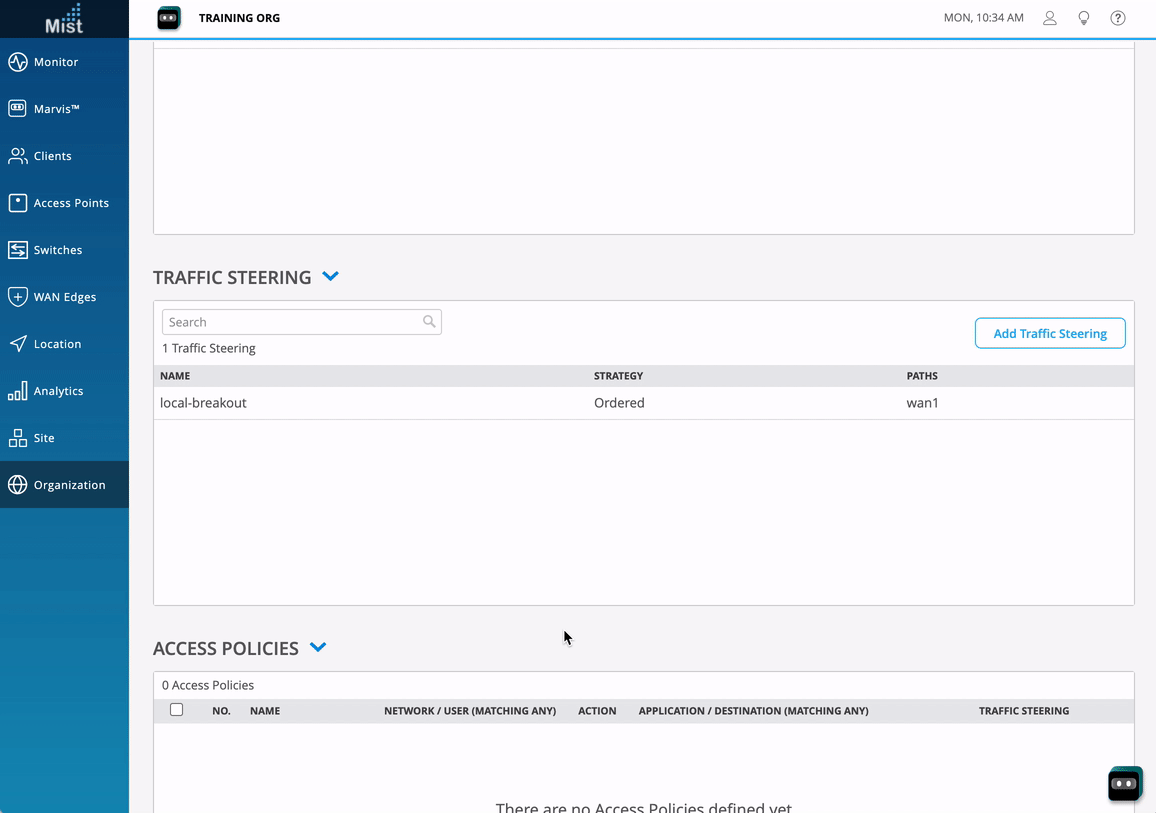 Mist
TRAINING ORG
MON, 10:34 AM
Monitor
Marvis™
Clients
Access Points
Switches
WAN Edges
Location
Analytics
Site
Organization
TRAFFIC STEERING
Search
1 Traffic Steering
Add Traffic Steering
NAME STRATEGY PATHS
local-breakout Ordered wan1
ACCESS POLICIES
0 Access Policies
NO. NAME NETWORK / USER (MATCHING ANY) ACTION APPLICATION / DESTINATION (MATCHING ANY) TRAFFIC STEERING
There are no Access Policies defined yet